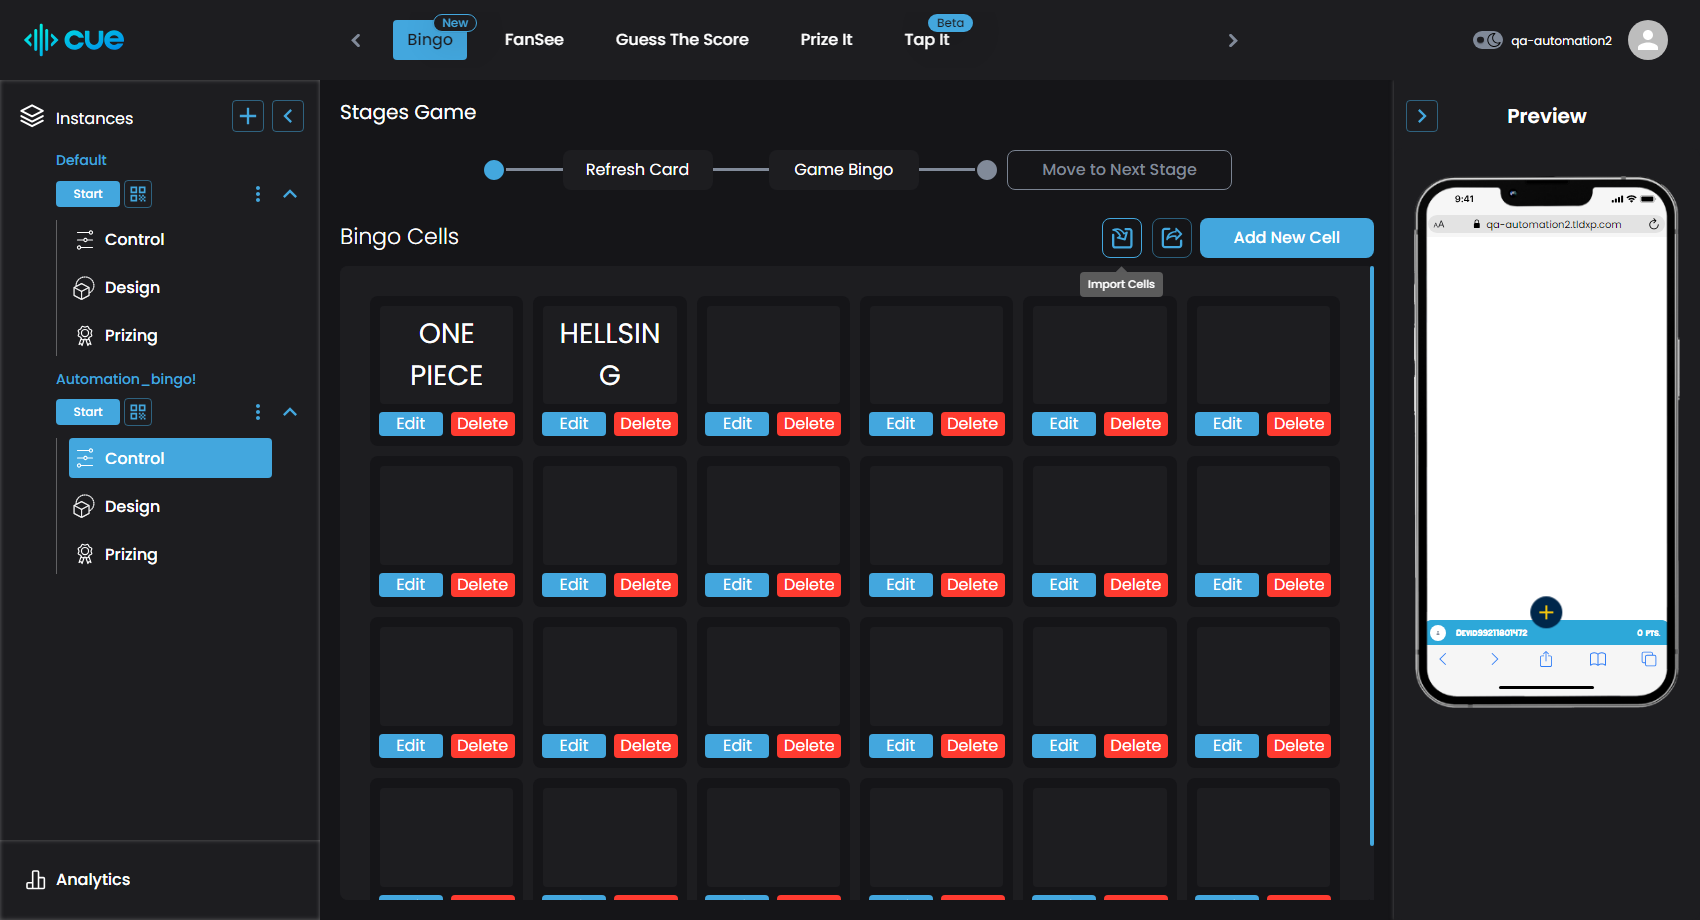 cue
New
Bingo
FanSee
Guess The Score
Prize It
Beta
Tap It
qa-automation2
Instances
Default
Start
Control
Design
Prizing
Automation_bingo!
Start
Control
Design
Prizing
Analytics
Stages Game
Refresh Card
Game Bingo
Move to Next Stage
Bingo Cells
Add New Cell
Import Cells
ONE
PIECE
HELLSIN
G
Edit Delete Edit Delete Edit Delete Edit Delete Edit Delete Edit Delete
Edit Delete Edit Delete Edit Delete Edit Delete Edit Delete Edit Delete
Edit Delete Edit Delete Edit Delete Edit Delete Edit Delete Edit Delete
Preview
9:41
AA qa-automation2.tldxp.com
DEVID99211801472 0 PTS.